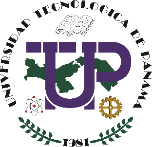 UNIVERSIDAD TECNOLOGICA DE PANAMA
UTP
1981